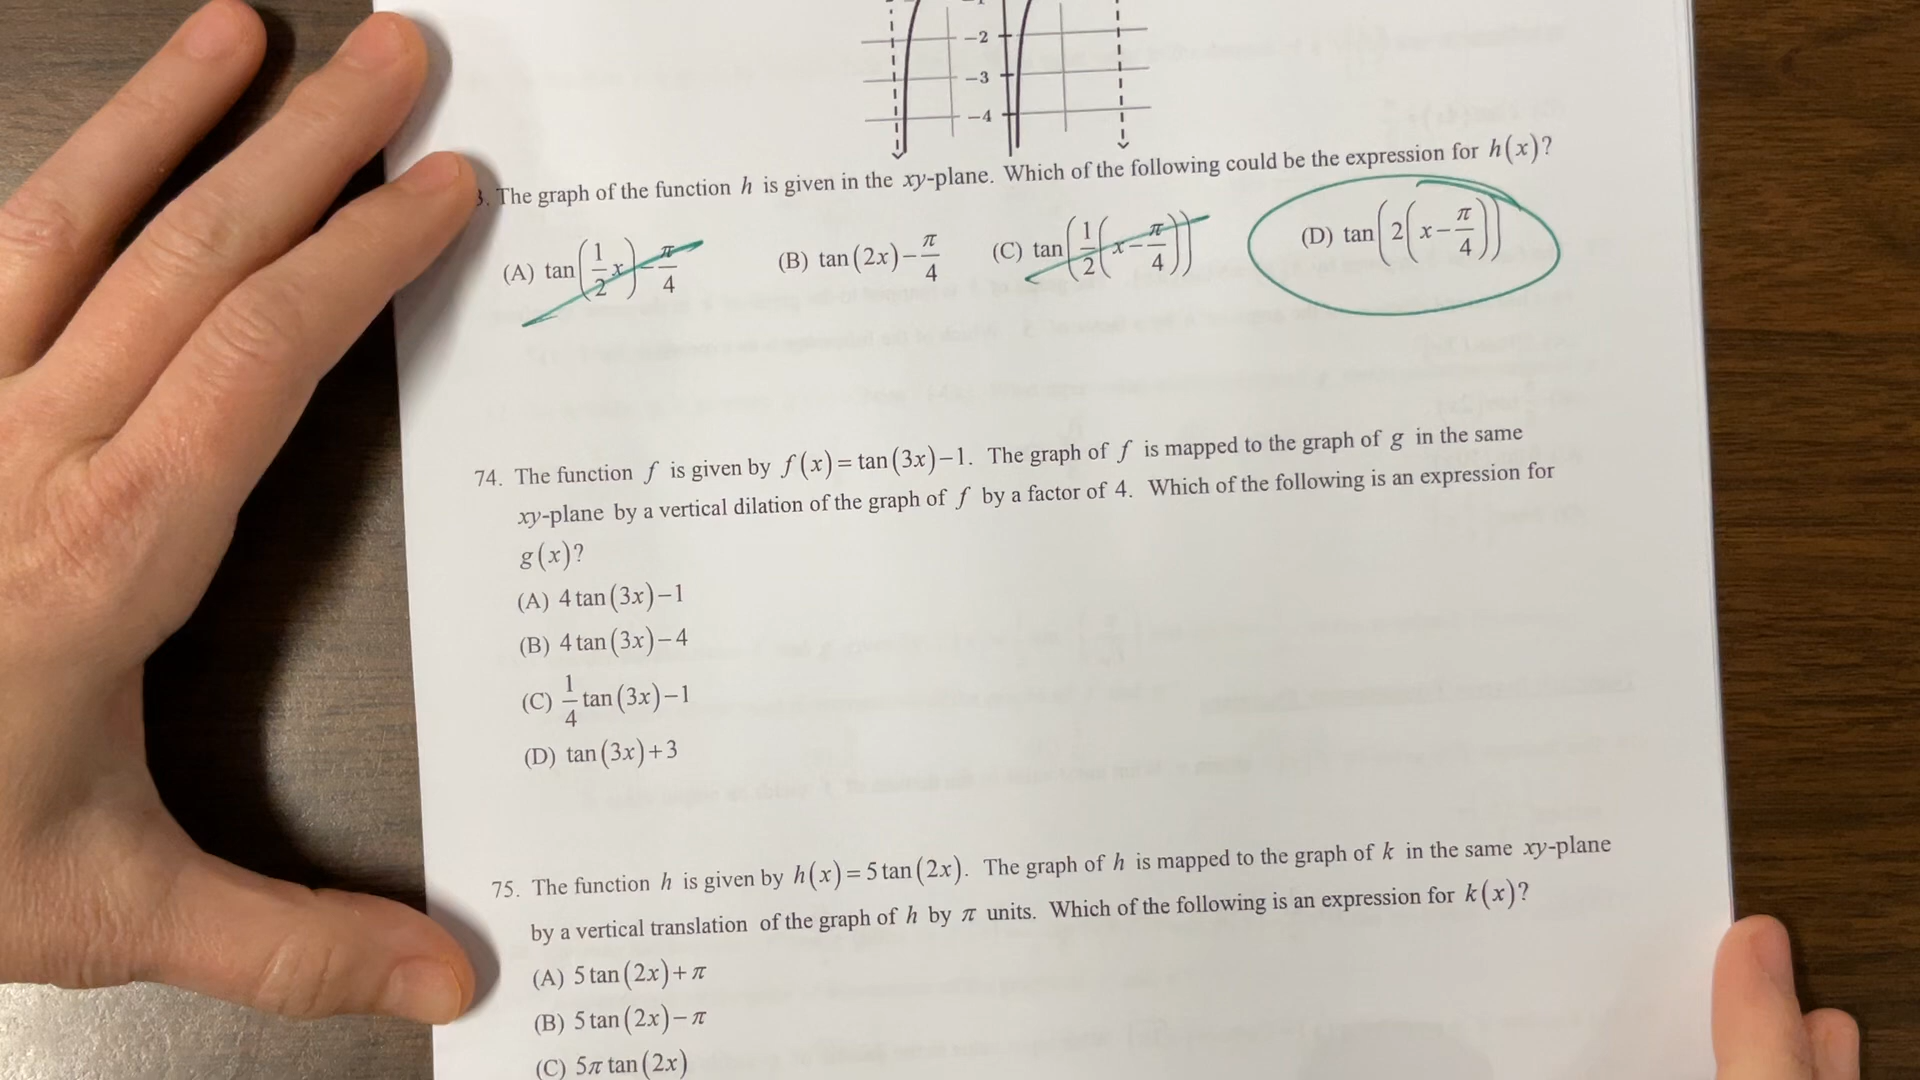 -2
-3
-4
3. The graph of the function h is given in the xy-plane. Which of the following could be the expression for h(x)?
(A) tan(1/2 x) − π/4 (B) tan(2x) − π/4 (C) tan(1/2(x − π/4)) (D) tan(2(x − π/4))
74. The function f is given by f(x) = tan(3x) − 1. The graph of f is mapped to the graph of g in the same
xy-plane by a vertical dilation of the graph of f by a factor of 4. Which of the following is an expression for
g(x)?
(A) 4 tan(3x) − 1
(B) 4 tan(3x) − 4
(C) 1/4 tan(3x) − 1
(D) tan(3x) + 3
75. The function h is given by h(x) = 5 tan(2x). The graph of h is mapped to the graph of k in the same xy-plane
by a vertical translation of the graph of h by π units. Which of the following is an expression for k(x)?
(A) 5 tan(2x) + π
(B) 5 tan(2x) − π
(C) 5π tan(2x)